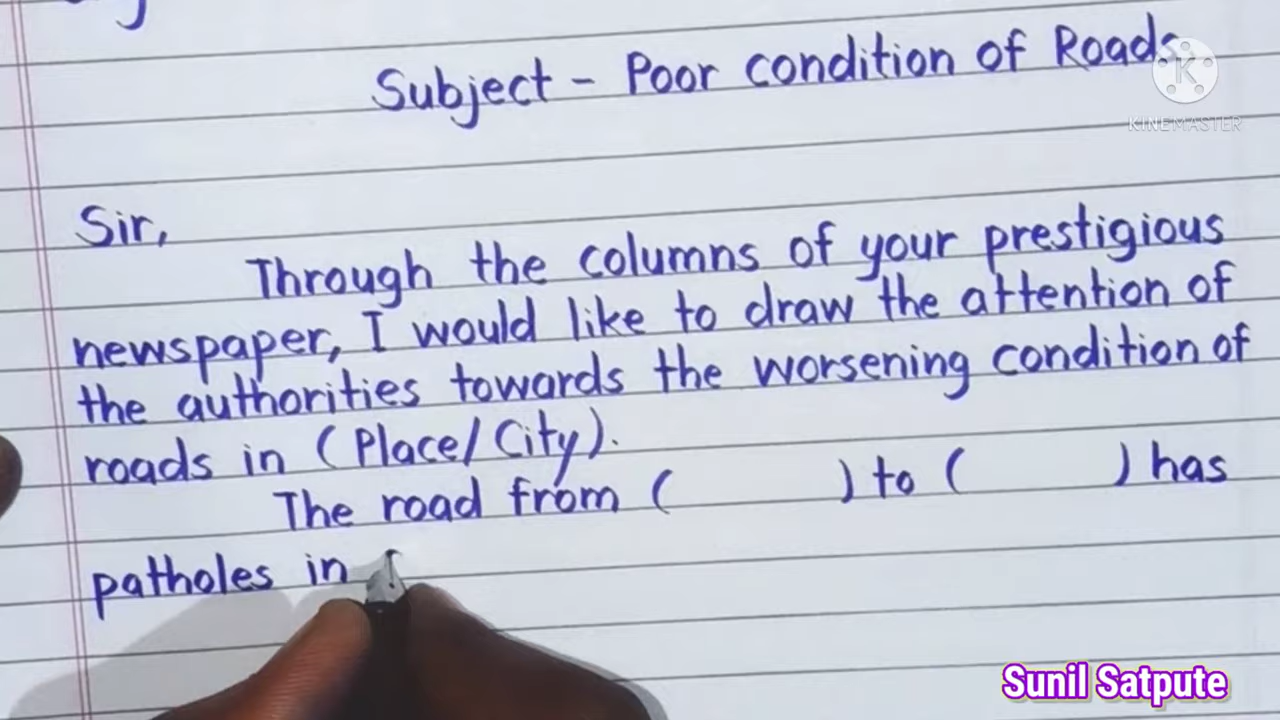 Subject - Poor condition of Roads
KINEMASTER
Sir,
Through the columns of your prestigious
newspaper, I would like to draw the attention of
the authorities towards the worsening condition of
roads in (Place/City).
The road from ( ) to ( ) has
patholes in
Sunil Satpute